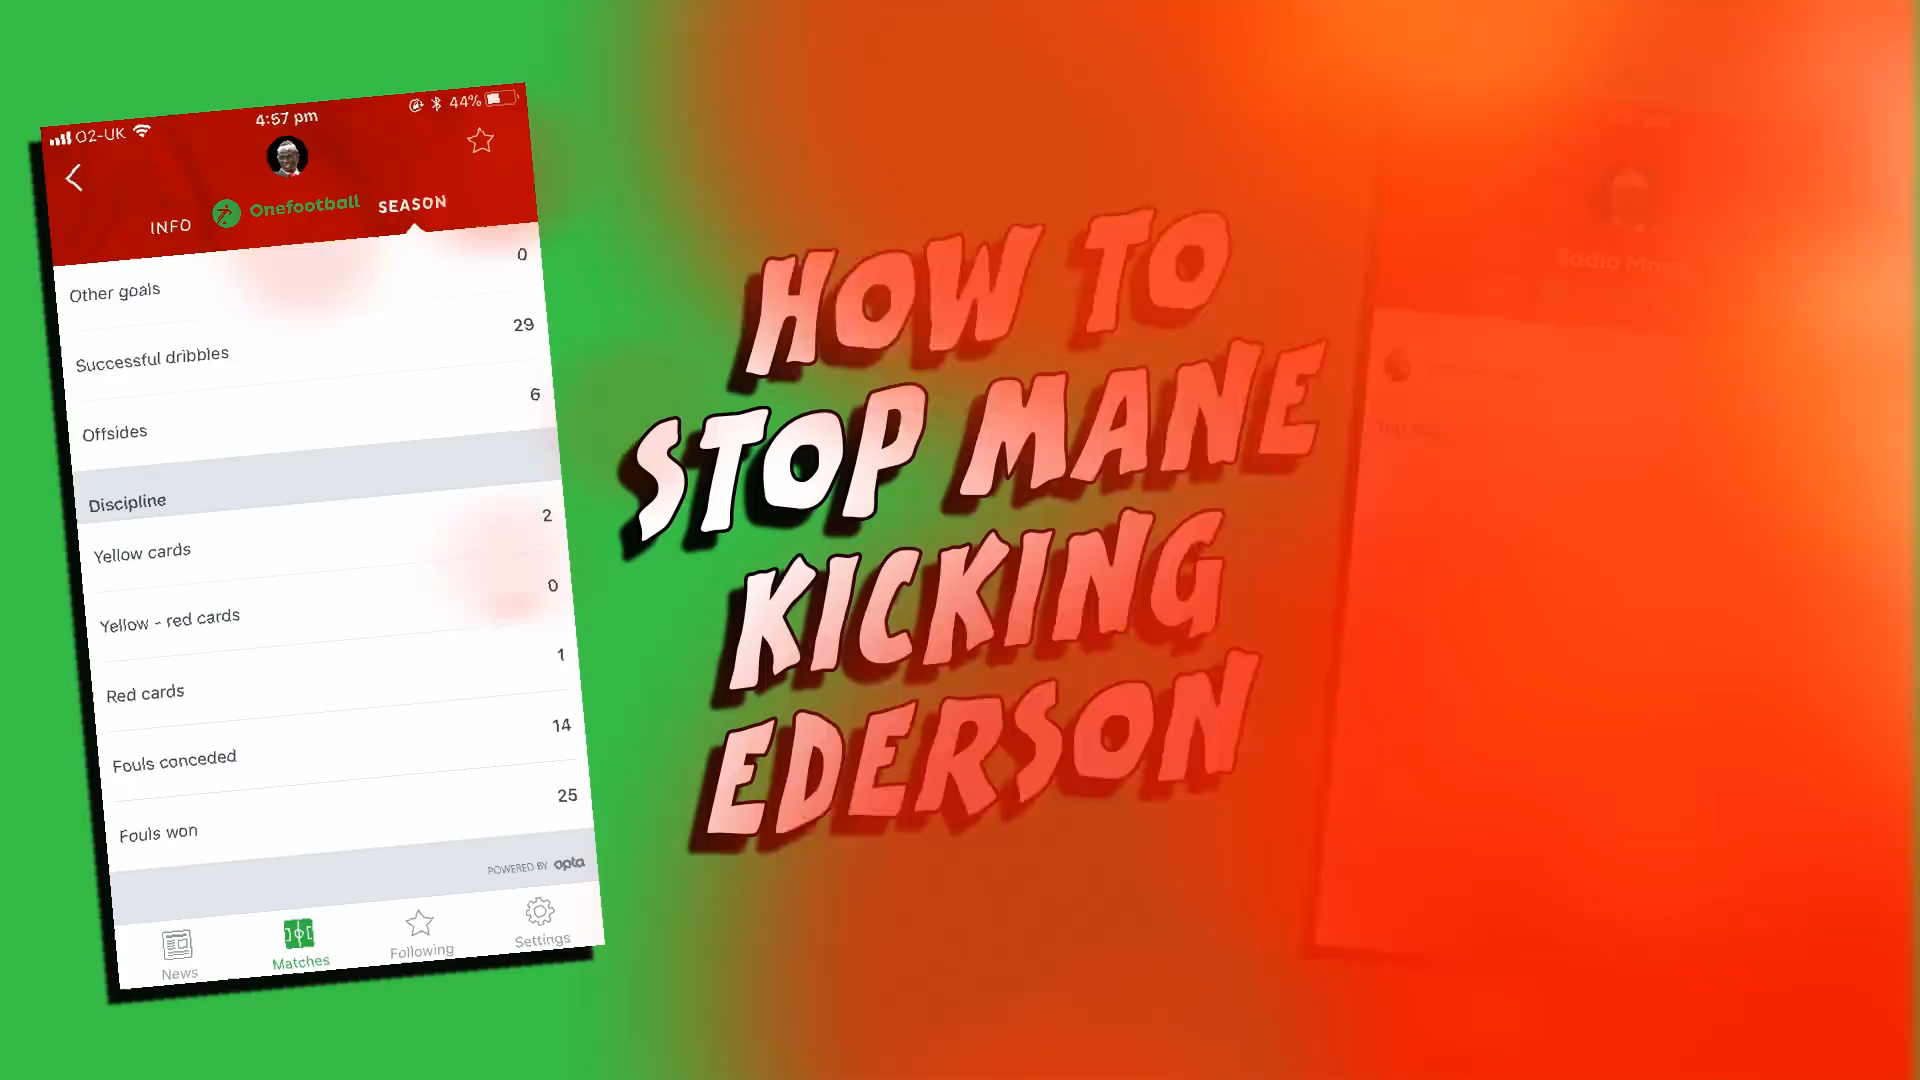 O2-UK 4:57 pm 44%
INFO Onefootball SEASON
Other goals 0
Successful dribbles 29
Offsides 6
Discipline
Yellow cards 2
Yellow - red cards 0
Red cards 1
Fouls conceded 14
Fouls won 25
POWERED BY opta
News Matches Following Settings
HOW TO
STOP MANE
KICKING
EDERSON
Sadio